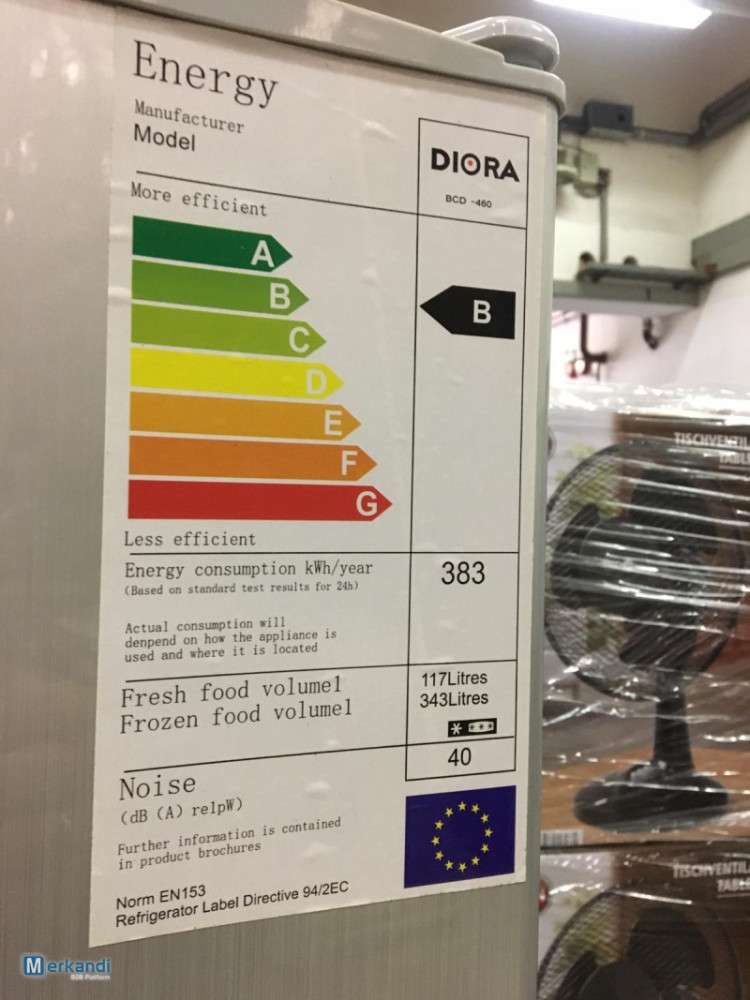 Energy
Manufacturer
Model
DIORA
BCD -460
More efficient
A
B
C
D
E
F
G
B
Less efficient
Energy consumption kWh/year
(Based on standard test results for 24h)
383
Actual consumption will
denpend on how the appliance is
used and where it is located
Fresh food volume1
117Litres
Frozen food volume1
343Litres
Noise
40
(dB (A) re1pW)
Further information is contained
in product brochures
Norm EN153
Refrigerator Label Directive 94/2EC
Merkandi
B2B Platform